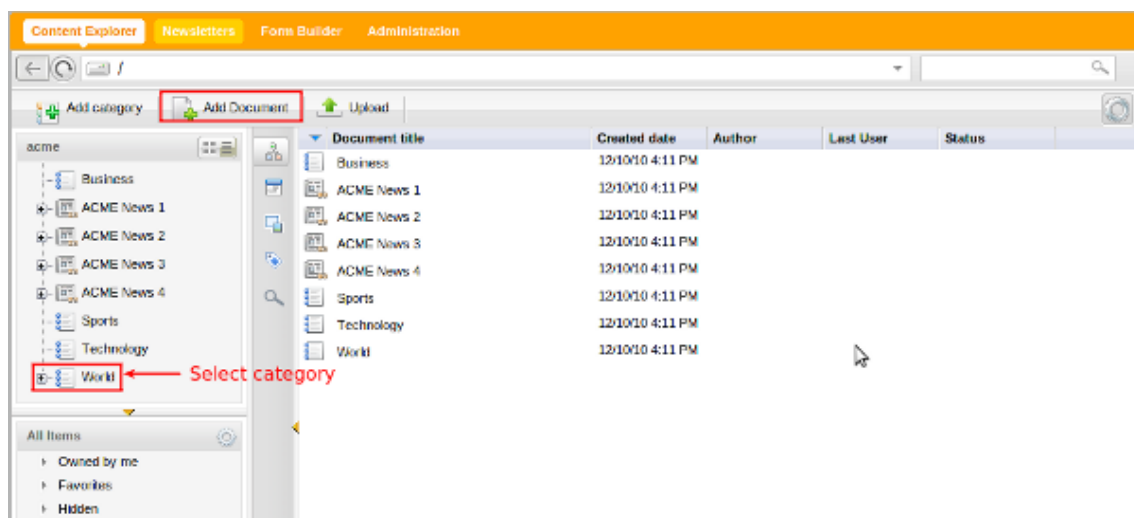 Content Explorer Newsletters Form Builder Administration
/
Add category Add Document Upload
acme
Business
ACME News 1
ACME News 2
ACME News 3
ACME News 4
Sports
Technology
World
Select category
All Items
Owned by me
Favorites
Hidden
Document title Created date Author Last User Status
Business 12/10/10 4:11 PM
ACME News 1 12/10/10 4:11 PM
ACME News 2 12/10/10 4:11 PM
ACME News 3 12/10/10 4:11 PM
ACME News 4 12/10/10 4:11 PM
Sports 12/10/10 4:11 PM
Technology 12/10/10 4:11 PM
World 12/10/10 4:11 PM